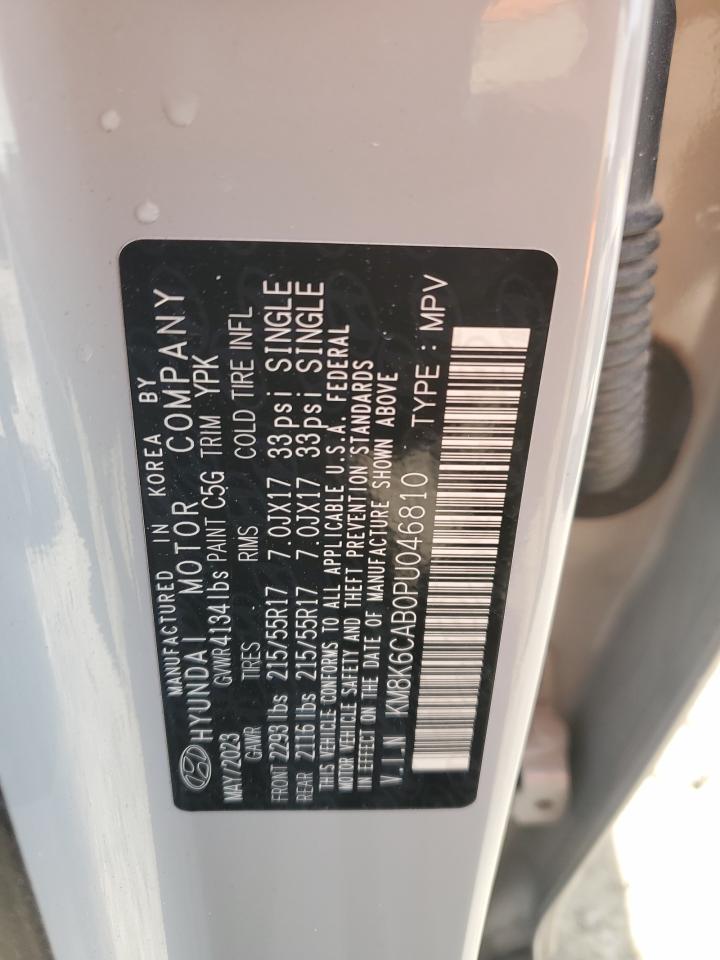 MANUFACTURED IN KOREA BY
HYUNDAI MOTOR COMPANY
MAY/2023 GVWR 4134 lbs PAINT C5G TRIM YPK
GAWR TIRES RIMS COLD TIRE INFL
FRONT 2293 lbs 215/55R17 7.0JX17 33psi SINGLE
REAR 2116 lbs 215/55R17 7.0JX17 33psi SINGLE
THIS VEHICLE CONFORMS TO ALL APPLICABLE U.S.A. FEDERAL
MOTOR VEHICLE SAFETY AND THEFT PREVENTION STANDARDS
IN EFFECT ON THE DATE OF MANUFACTURE SHOWN ABOVE
V.I.N KM8K6CAB0PU046810 TYPE : MPV